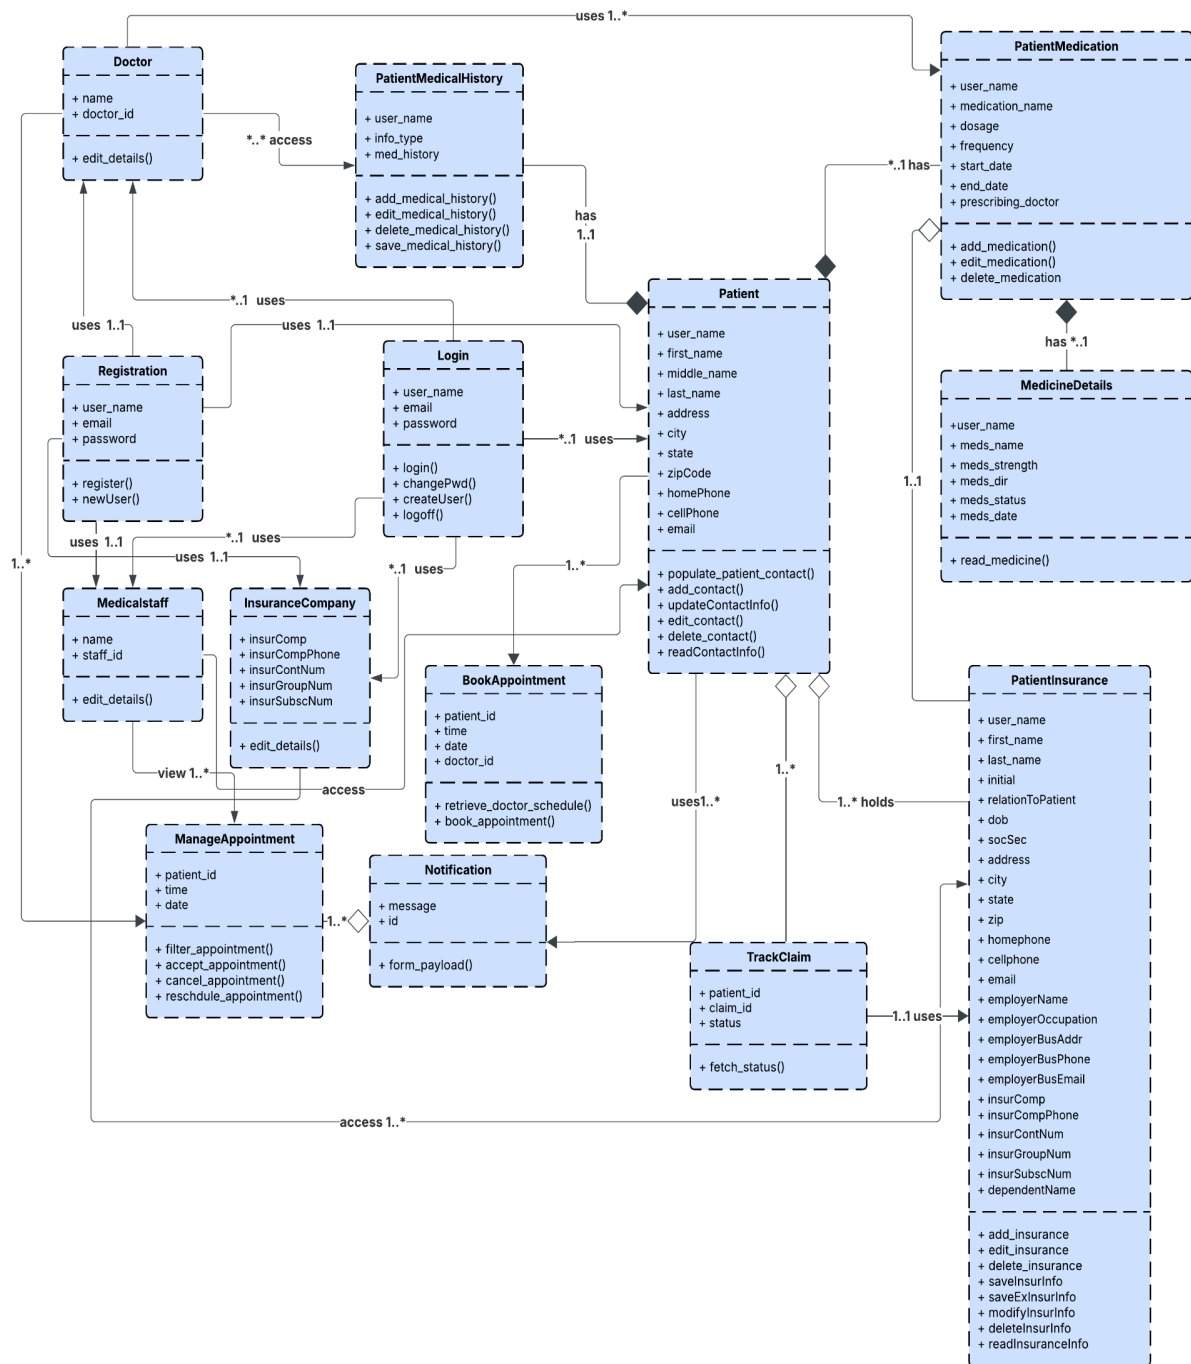 uses 1..*
Doctor
+ name
+ doctor_id
+ edit_details()
PatientMedicalHistory
+ user_name
+ info_type
+ med_history
+ add_medical_history()
+ edit_medical_history()
+ delete_medical_history()
+ save_medical_history()
*..* access
PatientMedication
+ user_name
+ medication_name
+ dosage
+ frequency
+ start_date
+ end_date
+ prescribing_doctor
+ add_medication()
+ edit_medication()
+ delete_medication
*..1 has
has
1..1
*..1 uses
uses 1..1
uses 1..1
Registration
+ user_name
+ email
+ password
+ register()
+ newUser()
Login
+ user_name
+ email
+ password
+ login()
+ changePwd()
+ createUser()
+ logoff()
*..1 uses
Patient
+ user_name
+ first_name
+ middle_name
+ last_name
+ address
+ city
+ state
+ zipCode
+ homePhone
+ cellPhone
+ email
+ populate_patient_contact()
+ add_contact()
+ updateContactInfo()
+ edit_contact()
+ delete_contact()
+ readContactInfo()
has *..1
MedicineDetails
+user_name
+ meds_name
+ meds_strength
+ meds_dir
+ meds_status
+ meds_date
+ read_medicine()
1..1
uses 1..1
*..1 uses
uses 1..1
*..1 uses
1..*
1..*
Medicalstaff
+ name
+ staff_id
+ edit_details()
InsuranceCompany
+ insurComp
+ insurCompPhone
+ insurContNum
+ insurGroupNum
+ insurSubscNum
+ edit_details()
BookAppointment
+ patient_id
+ time
+ date
+ doctor_id
+ retrieve_doctor_schedule()
+ book_appointment()
view 1..*
access
uses1..*
1..*
1..* holds
ManageAppointment
+ patient_id
+ time
+ date
+ filter_appointment()
+ accept_appointment()
+ cancel_appointment()
+ reschdule_appointment()
1..*
Notification
+ message
+ id
+ form_payload()
TrackClaim
+ patient_id
+ claim_id
+ status
+ fetch_status()
1..1 uses
access 1..*
PatientInsurance
+ user_name
+ first_name
+ last_name
+ initial
+ relationToPatient
+ dob
+ socSec
+ address
+ city
+ state
+ zip
+ homephone
+ cellphone
+ email
+ employerName
+ employerOccupation
+ employerBusAddr
+ employerBusPhone
+ employerBusEmail
+ insurComp
+ insurCompPhone
+ insurContNum
+ insurGroupNum
+ insurSubscNum
+ dependentName
+ add_insurance
+ edit_insurance
+ delete_insurance
+ saveInsurInfo
+ saveExInsurInfo
+ modifyInsurInfo
+ deleteInsurInfo
+ readInsuranceInfo